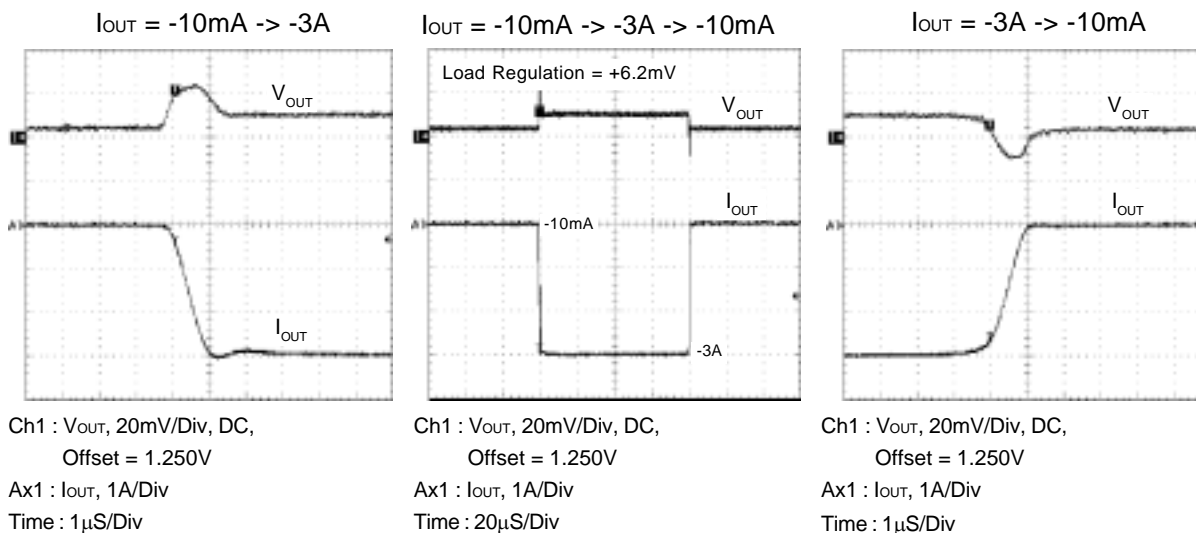 IOUT = -10mA -> -3A
VOUT
IOUT
Ch1 : VOUT, 20mV/Div, DC,
Offset = 1.250V
Ax1 : IOUT, 1A/Div
Time : 1μS/Div
IOUT = -10mA -> -3A -> -10mA
Load Regulation = +6.2mV
VOUT
IOUT
-10mA
-3A
Ch1 : VOUT, 20mV/Div, DC,
Offset = 1.250V
Ax1 : IOUT, 1A/Div
Time : 20μS/Div
IOUT = -3A -> -10mA
VOUT
IOUT
Ch1 : VOUT, 20mV/Div, DC,
Offset = 1.250V
Ax1 : IOUT, 1A/Div
Time : 1μS/Div